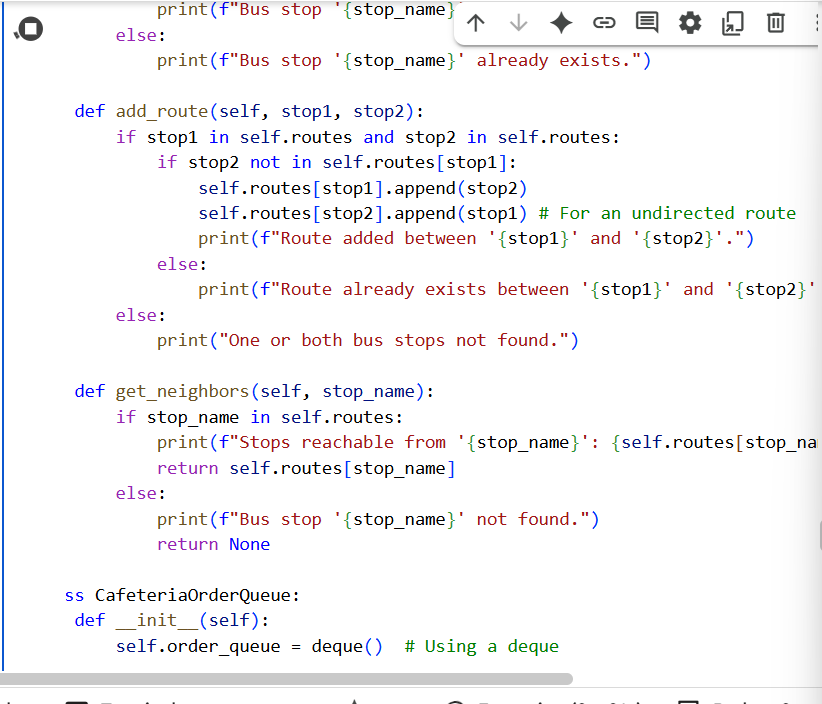 print(f"Bus stop '{stop_name}'
else:
print(f"Bus stop '{stop_name}' already exists.")
def add_route(self, stop1, stop2):
if stop1 in self.routes and stop2 in self.routes:
if stop2 not in self.routes[stop1]:
self.routes[stop1].append(stop2)
self.routes[stop2].append(stop1) # For an undirected route
print(f"Route added between '{stop1}' and '{stop2}'.")
else:
print(f"Route already exists between '{stop1}' and '{stop2}'
else:
print("One or both bus stops not found.")
def get_neighbors(self, stop_name):
if stop_name in self.routes:
print(f"Stops reachable from '{stop_name}': {self.routes[stop_na
return self.routes[stop_name]
else:
print(f"Bus stop '{stop_name}' not found.")
return None
ss CafeteriaOrderQueue:
def __init__(self):
self.order_queue = deque() # Using a deque